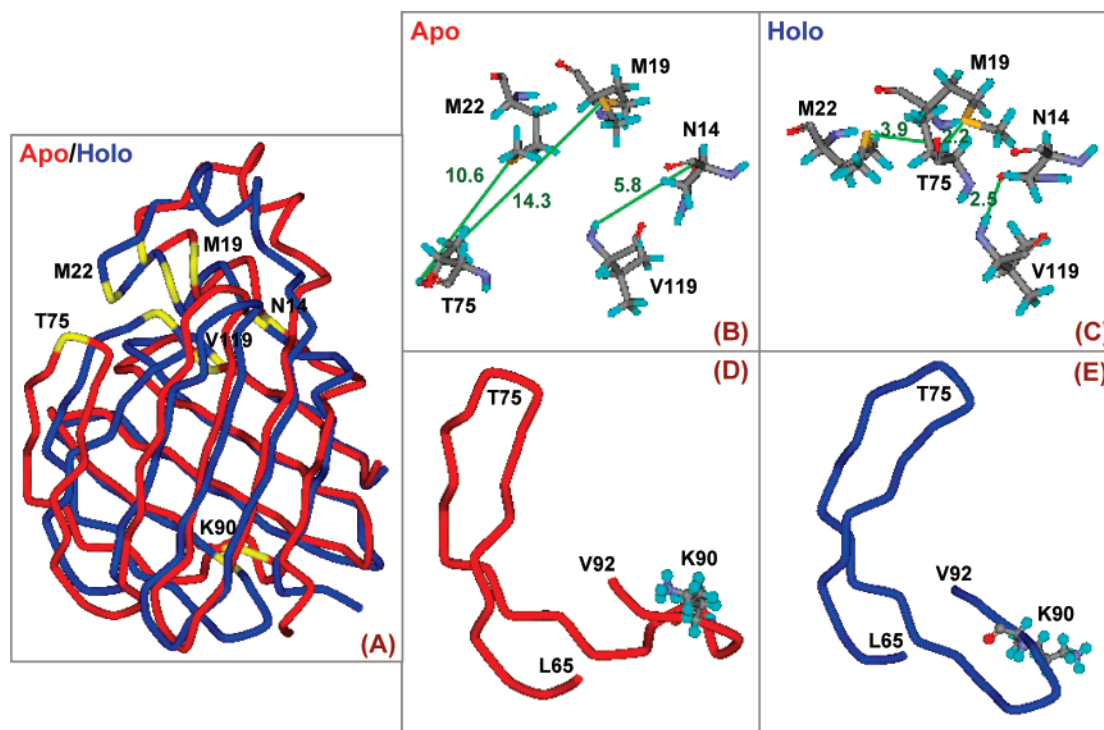 Apo/Holo
M19
M22
T75
N14
V119
K90
(A)
Apo
M19
M22
N14
10.6
5.8
14.3
T75
V119
(B)
Holo
M19
M22
N14
3.9
2.2
T75
2.5
V119
(C)
(D)
T75
V92
K90
L65
(E)
T75
V92
K90
L65